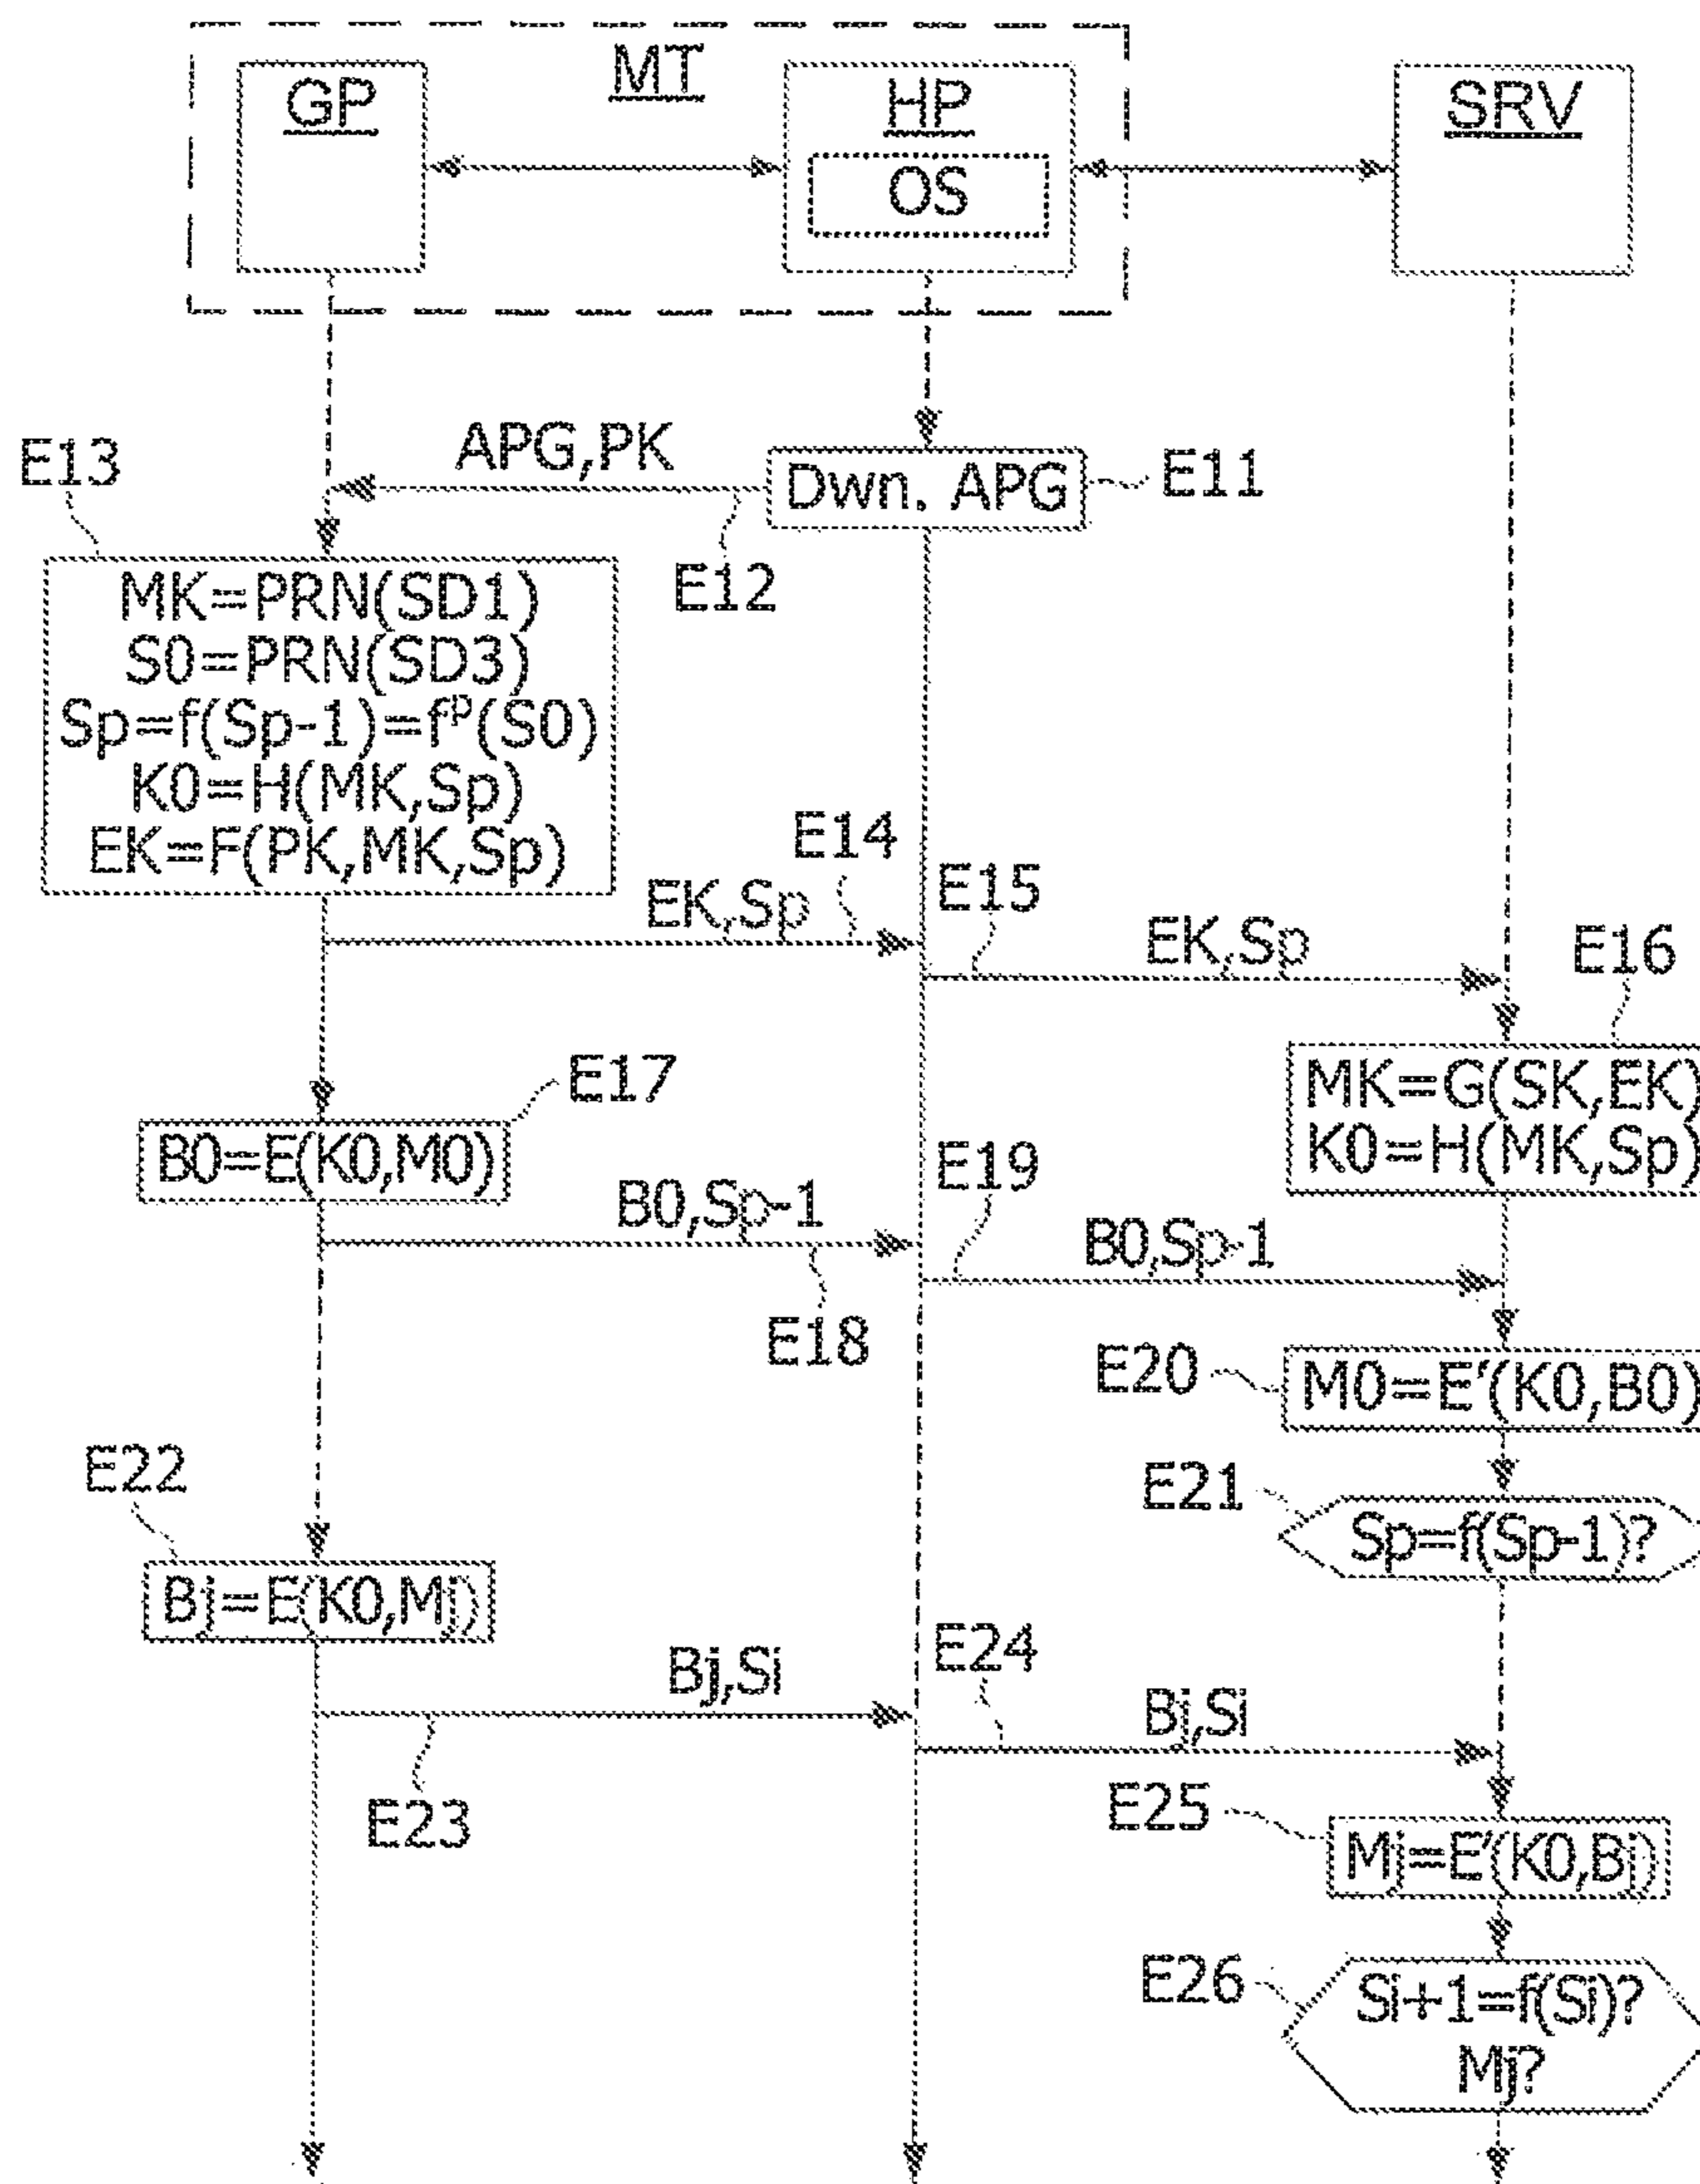 MT
GP
HP
SRV
OS
E13
APG,PK
Dwn. APG
E11
E12
MK=PRN(SD1)
S0=PRN(SD3)
Sp=f(Sp-1)=fᵖ(S0)
K0=H(MK,Sp)
EK=F(PK,MK,Sp)
E14
EK,Sp
E15
EK,Sp
E16
MK=G(SK,EK)
K0=H(MK,Sp)
E17
B0=E(K0,M0)
B0,Sp-1
E19
B0,Sp-1
E18
E20
M0=E'(K0,B0)
E21
Sp=f(Sp-1)?
E22
Bj=E(K0,Mj)
Bj,Si
E24
Bj,Si
E23
E25
Mj=E'(K0,Bj)
E26
Si+1=f(Si)?
Mj?